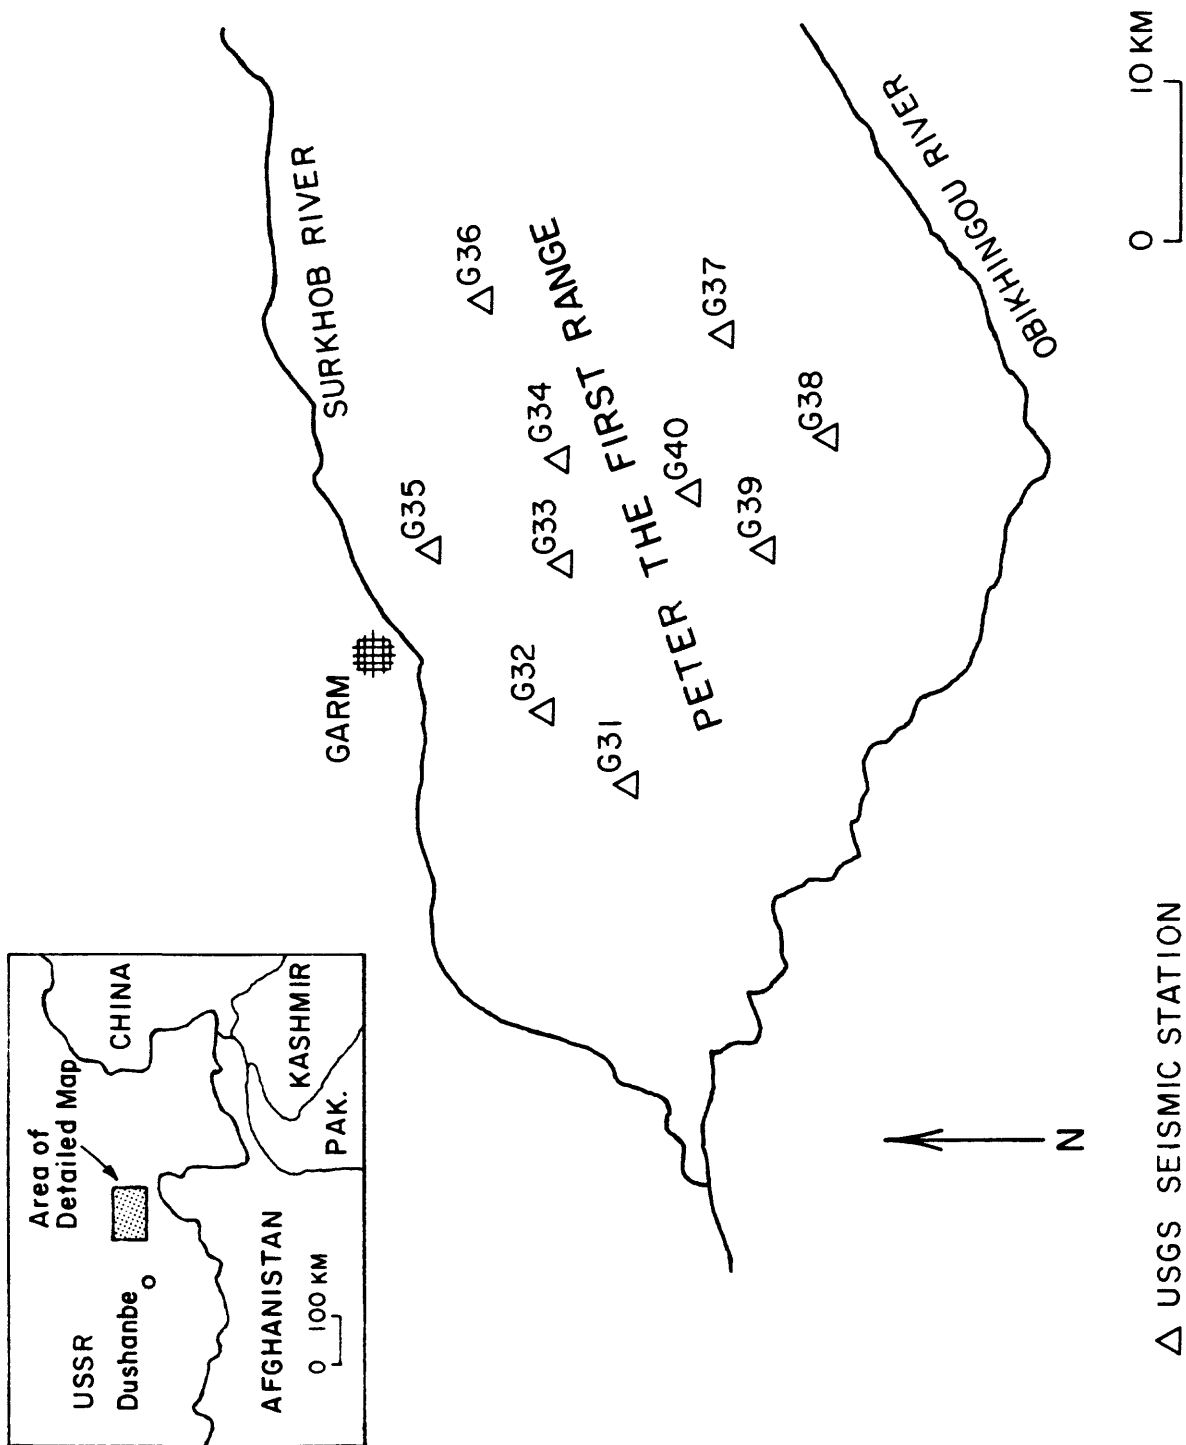 USSR
Dushanbe
Area of
Detailed Map
CHINA
AFGHANISTAN
PAK.
KASHMIR
0 100 KM
GARM
SURKHOB RIVER
G35
G36
G32
G33
G34
G31
PETER THE FIRST RANGE
G40
G37
G39
G38
OBIKHINGOU RIVER
N
△ USGS SEISMIC STATION
0 10 KM